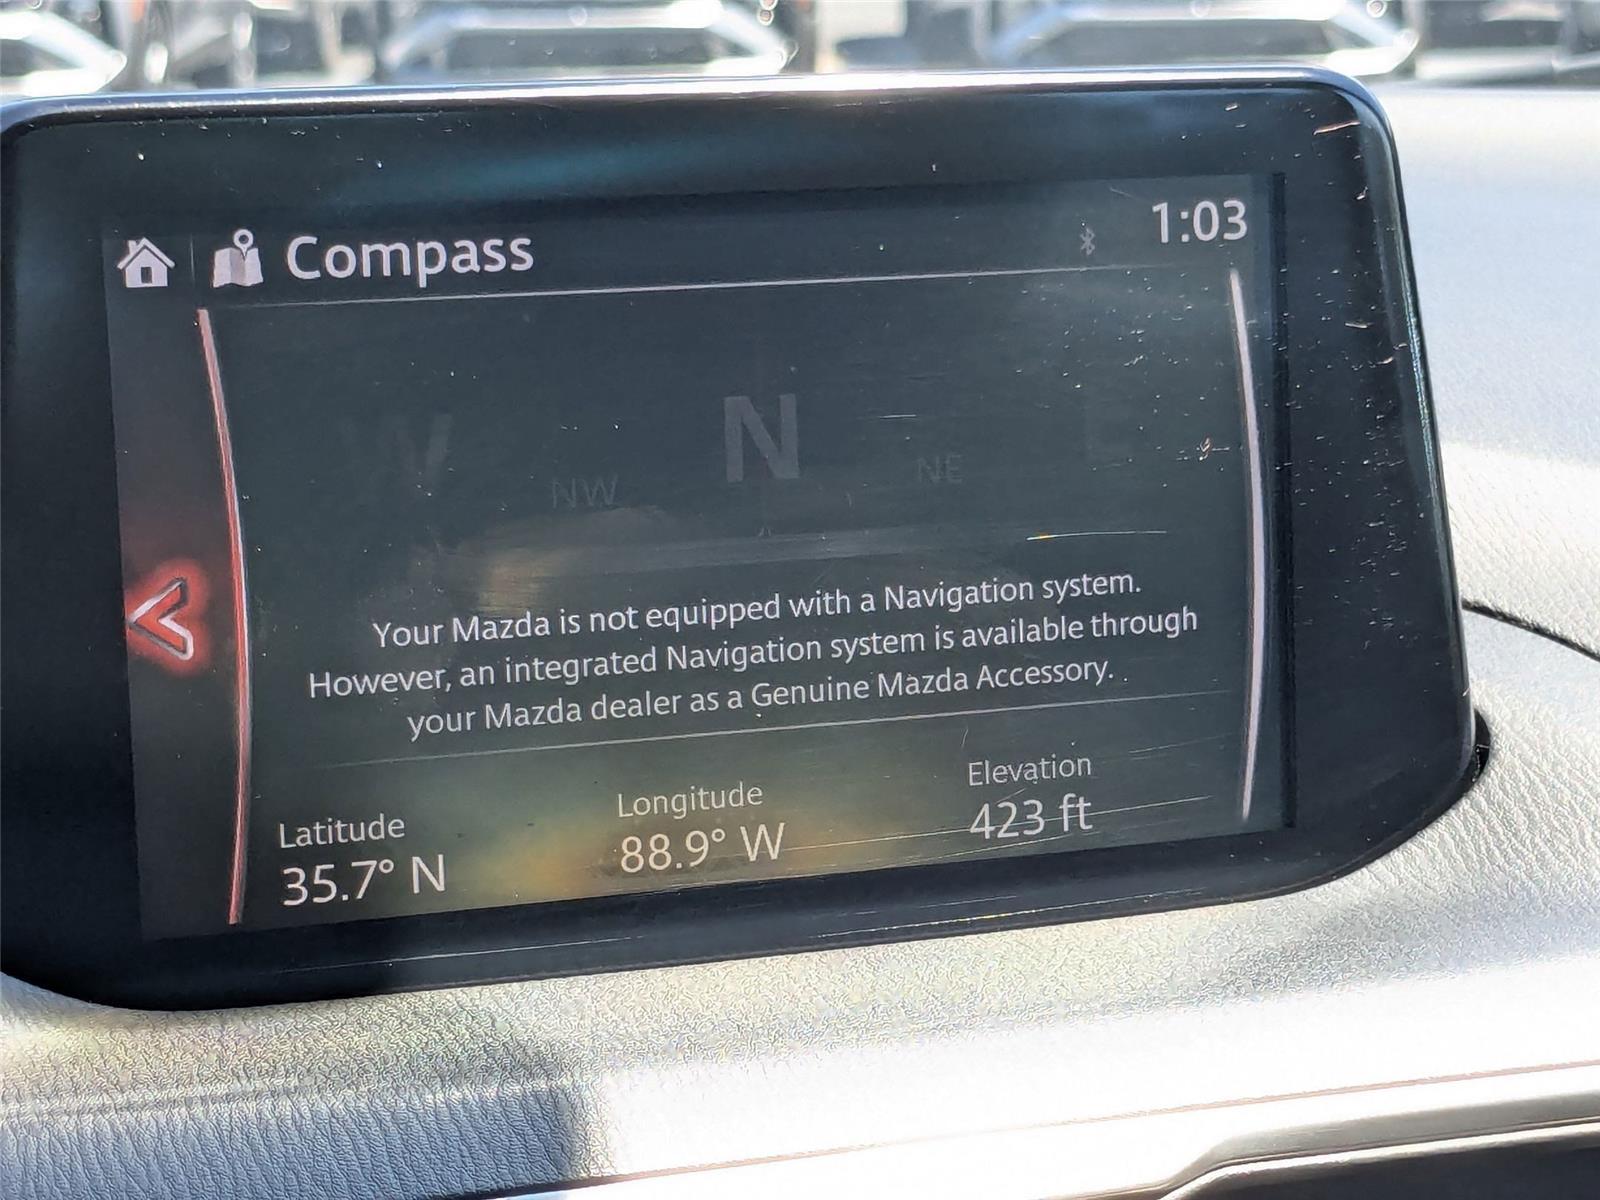 Compass
1:03
W
NW
N
NE
E
Your Mazda is not equipped with a Navigation system.
However, an integrated Navigation system is available through
your Mazda dealer as a Genuine Mazda Accessory. .
Latitude
35.7° N
Longitude
88.9° W
Elevation
423 ft